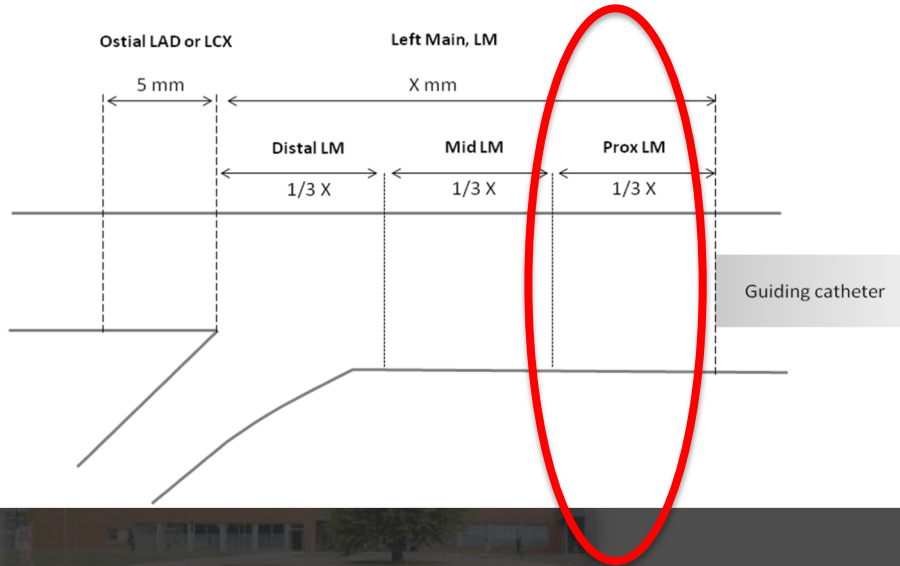 Ostial LAD or LCX
Left Main, LM
5 mm
X mm
Distal LM
Mid LM
Prox LM
1/3 X
1/3 X
1/3 X
Guiding catheter